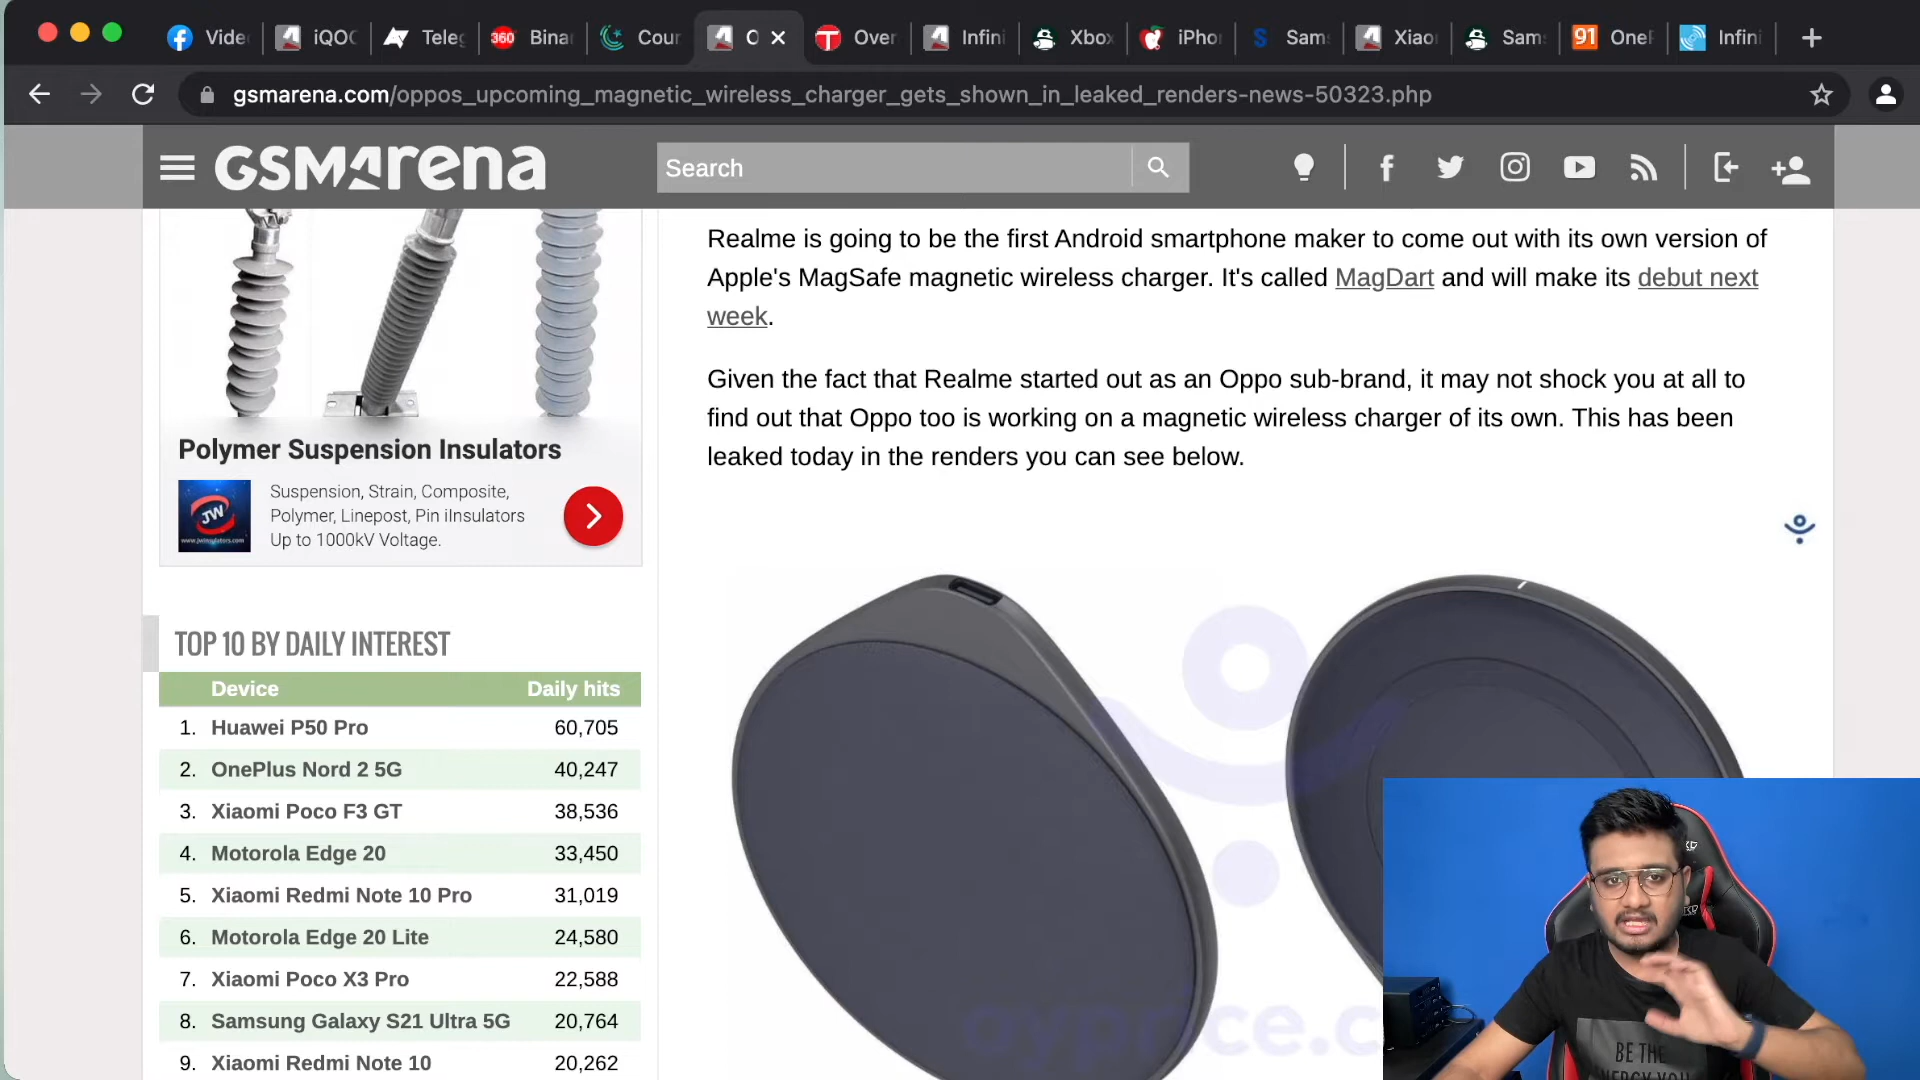 Vide
iQOO
Teleg
360
Bina
Cour
O
Over
Infini
Xbox
iPho
S
Sam
Xiao
Sam
91
OneP
Infini
gsmarena.com/oppos_upcoming_magnetic_wireless_charger_gets_shown_in_leaked_renders-news-50323.php
GSMArena
Search
Realme is going to be the first Android smartphone maker to come out with its own version of
Apple's MagSafe magnetic wireless charger. It's called MagDart and will make its debut next
week.
Given the fact that Realme started out as an Oppo sub-brand, it may not shock you at all to
find out that Oppo too is working on a magnetic wireless charger of its own. This has been
leaked today in the renders you can see below.
Polymer Suspension Insulators
JW
www.jwinsulators.com
Suspension, Strain, Composite,
Polymer, Linepost, Pin iInsulators
Up to 1000kV Voltage.
TOP 10 BY DAILY INTEREST
Device Daily hits
1. Huawei P50 Pro 60,705
2. OnePlus Nord 2 5G 40,247
3. Xiaomi Poco F3 GT 38,536
4. Motorola Edge 20 33,450
5. Xiaomi Redmi Note 10 Pro 31,019
6. Motorola Edge 20 Lite 24,580
7. Xiaomi Poco X3 Pro 22,588
8. Samsung Galaxy S21 Ultra 5G 20,764
9. Xiaomi Redmi Note 10 20,262
ayprice.c
BE THE
ENERGY YOU